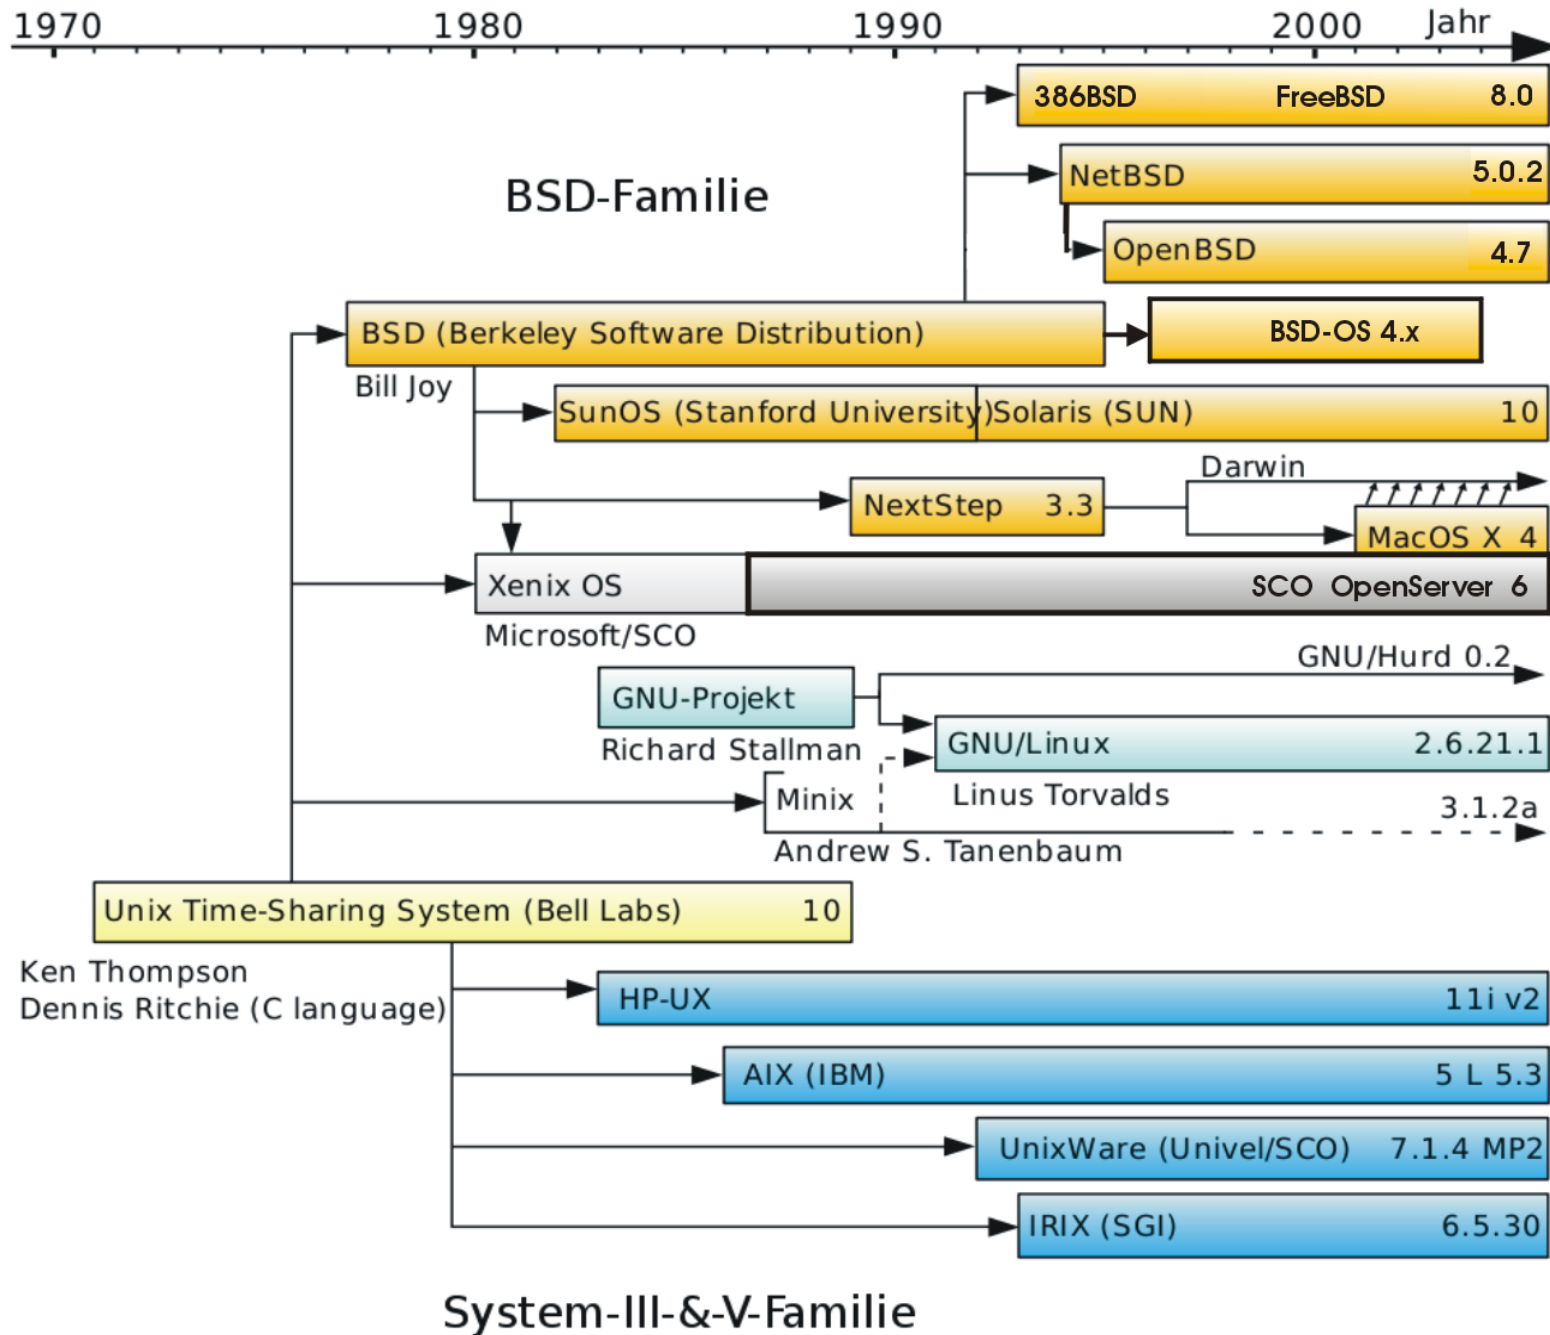 1970 1980 1990 2000 Jahr
386BSD FreeBSD 8.0
BSD-Familie
NetBSD 5.0.2
OpenBSD 4.7
BSD (Berkeley Software Distribution)
BSD-OS 4.x
Bill Joy
SunOS (Stanford University) Solaris (SUN) 10
Darwin
NextStep 3.3
MacOS X 4
Xenix OS
SCO OpenServer 6
Microsoft/SCO
GNU/Hurd 0.2
GNU-Projekt
Richard Stallman
GNU/Linux 2.6.21.1
Linus Torvalds
Minix
3.1.2a
Andrew S. Tanenbaum
Unix Time-Sharing System (Bell Labs) 10
Ken Thompson
Dennis Ritchie (C language)
HP-UX 11i v2
AIX (IBM) 5 L 5.3
UnixWare (Univel/SCO) 7.1.4 MP2
IRIX (SGI) 6.5.30
System-III-&-V-Familie